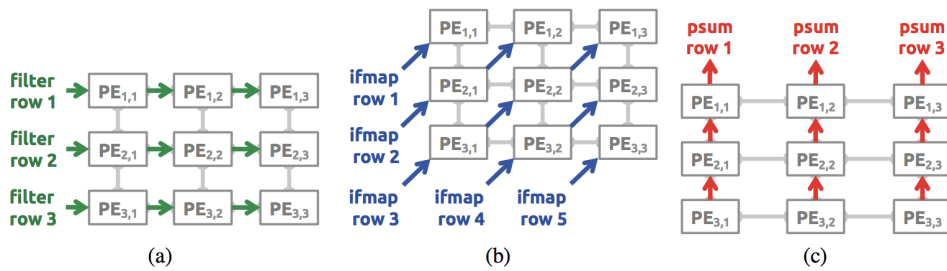 filter
row 1
PE1,1 PE1,2 PE1,3
filter
row 2
PE2,1 PE2,2 PE2,3
filter
row 3
PE3,1 PE3,2 PE3,3
(a)
PE1,1 PE1,2 PE1,3
ifmap
row 1
PE2,1 PE2,2 PE2,3
ifmap
row 2
PE3,1 PE3,2 PE3,3
ifmap ifmap ifmap
row 3 row 4 row 5
(b)
psum psum psum
row 1 row 2 row 3
PE1,1 PE1,2 PE1,3
PE2,1 PE2,2 PE2,3
PE3,1 PE3,2 PE3,3
(c)